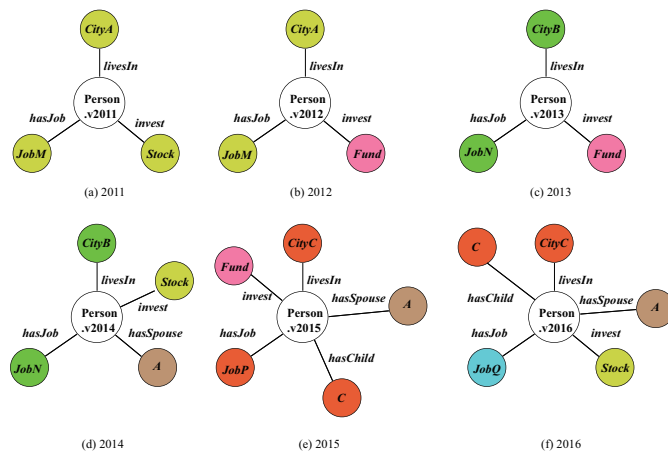 CityA
livesIn
hasJob
Person
.v2011
invest
JobM
Stock
(a) 2011
CityA
livesIn
hasJob
Person
.v2012
invest
JobM
Fund
(b) 2012
CityB
livesIn
hasJob
Person
.v2013
invest
JobN
Fund
(c) 2013
CityB
livesIn
Stock
invest
Person
.v2014
hasJob
hasSpouse
JobN
A
(d) 2014
Fund
CityC
livesIn
invest
hasSpouse
A
Person
.v2015
hasJob
hasChild
JobP
C
(e) 2015
C
CityC
livesIn
hasChild
hasSpouse
A
Person
.v2016
hasJob
invest
JobQ
Stock
(f) 2016